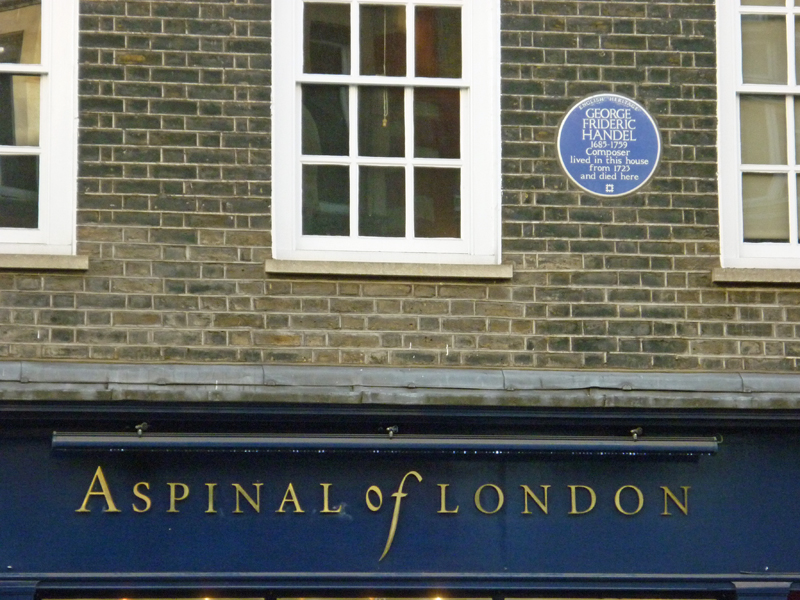 ENGLISH HERITAGE
GEORGE
FRIDERIC
HANDEL
1685-1759
Composer
lived in this house
from 1723
and died here
ASPINAL of LONDON